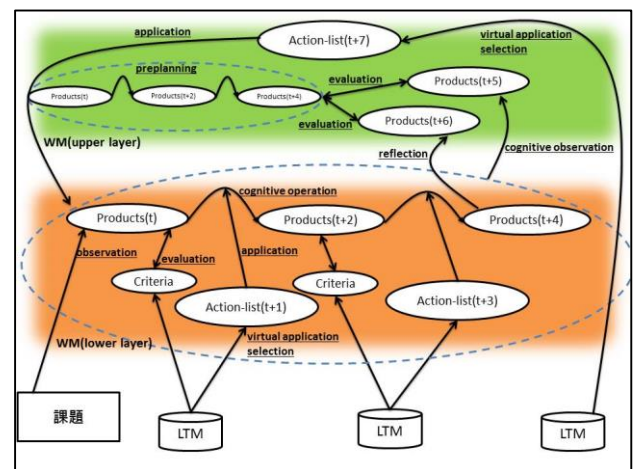 application
Action-list(t+7)
virtual application
selection
preplanning
evaluation
Products(t+5)
Products(t)
Products(t+2)
Products(t+4)
evaluation
Products(t+6)
WM(upper layer)
reflection
cognitive observation
cognitive operation
Products(t)
Products(t+2)
Products(t+4)
observation
evaluation
application
Criteria
Criteria
Action-list(t+1)
Action-list(t+3)
WM(lower layer)
virtual application
selection
課題
LTM
LTM
LTM